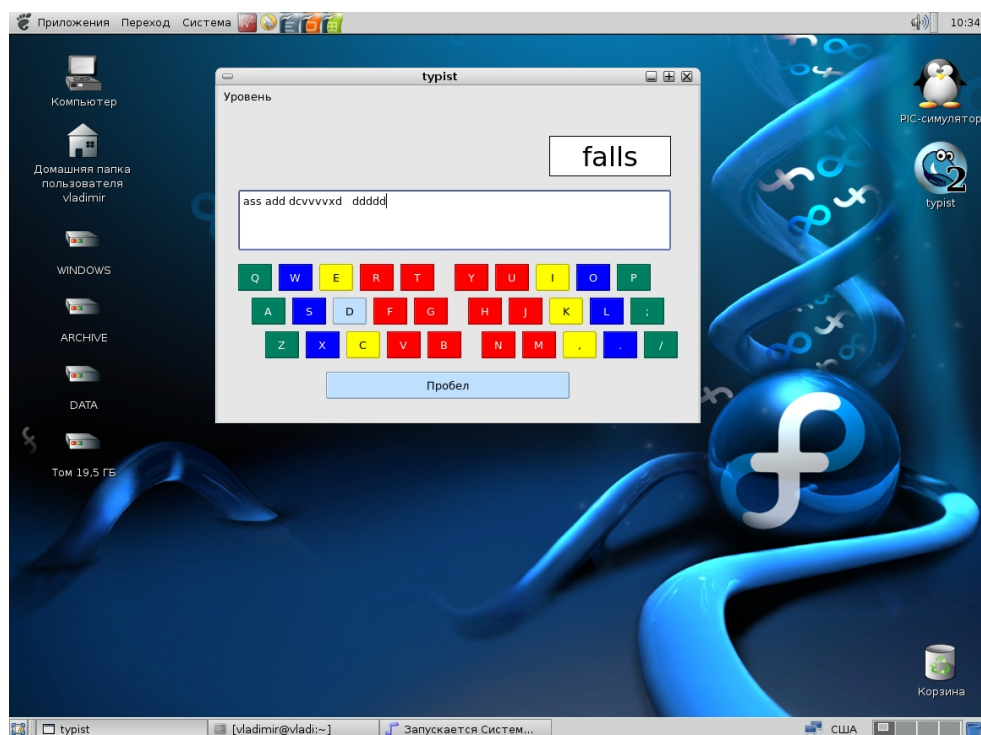 Приложения Переход Система 10:34
Компьютер
Домашняя папка
пользователя
vladimir
WINDOWS
ARCHIVE
DATA
Том 19,5 ГБ
typist
Уровень
falls
ass add dcvvvvxd   ddddd
Q W E R T Y U I O P
A S D F G H J K L ;
Z X C V B N M , . /
Пробел
PIC-симулятор
2
typist
Корзина
typist [vladimir@vladi:~] Запускается Систем... США